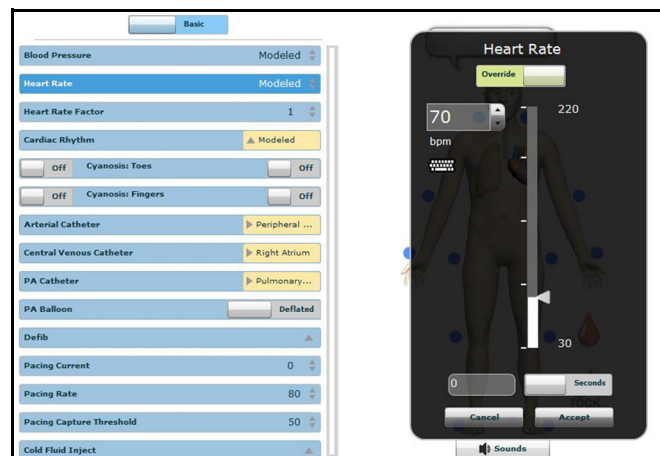 Basic
Blood Pressure Modeled
Heart Rate Modeled
Heart Rate Factor 1
Cardiac Rhythm Modeled
Off Cyanosis: Toes Off
Off Cyanosis: Fingers Off
Arterial Catheter Peripheral ...
Central Venous Catheter Right Atrium
PA Catheter Pulmonary...
PA Balloon Deflated
Defib
Pacing Current 0
Pacing Rate 80
Pacing Capture Threshold 50
Cold Fluid Inject
Heart Rate
Override
70
220
bpm
30
0 Seconds
Cancel Accept
Sounds